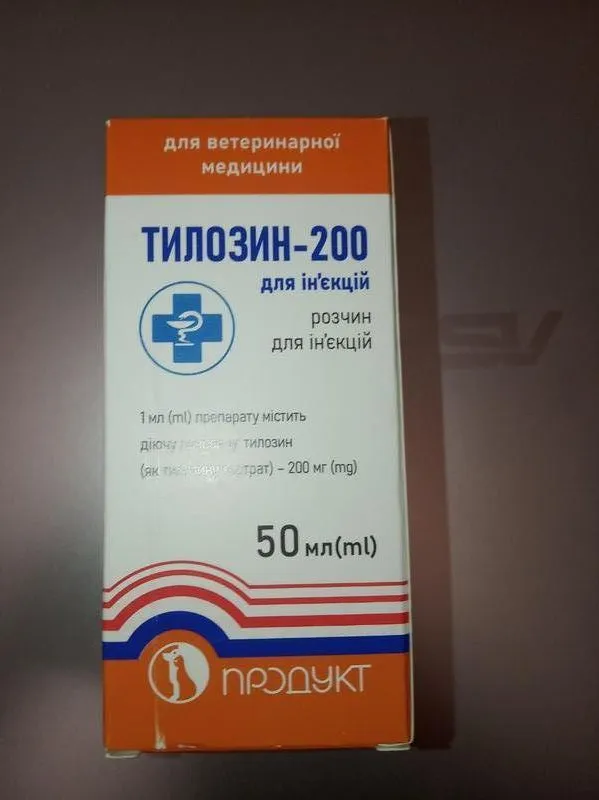 для ветеринарної
медицини
ТИЛОЗИН-200
для ін'єкцій
розчин
для ін'єкцій
1 мл (ml) препарату містить
діючу тилозин
(як – 200 мг (mg)
50 мл(ml)
ПРОДУКТ